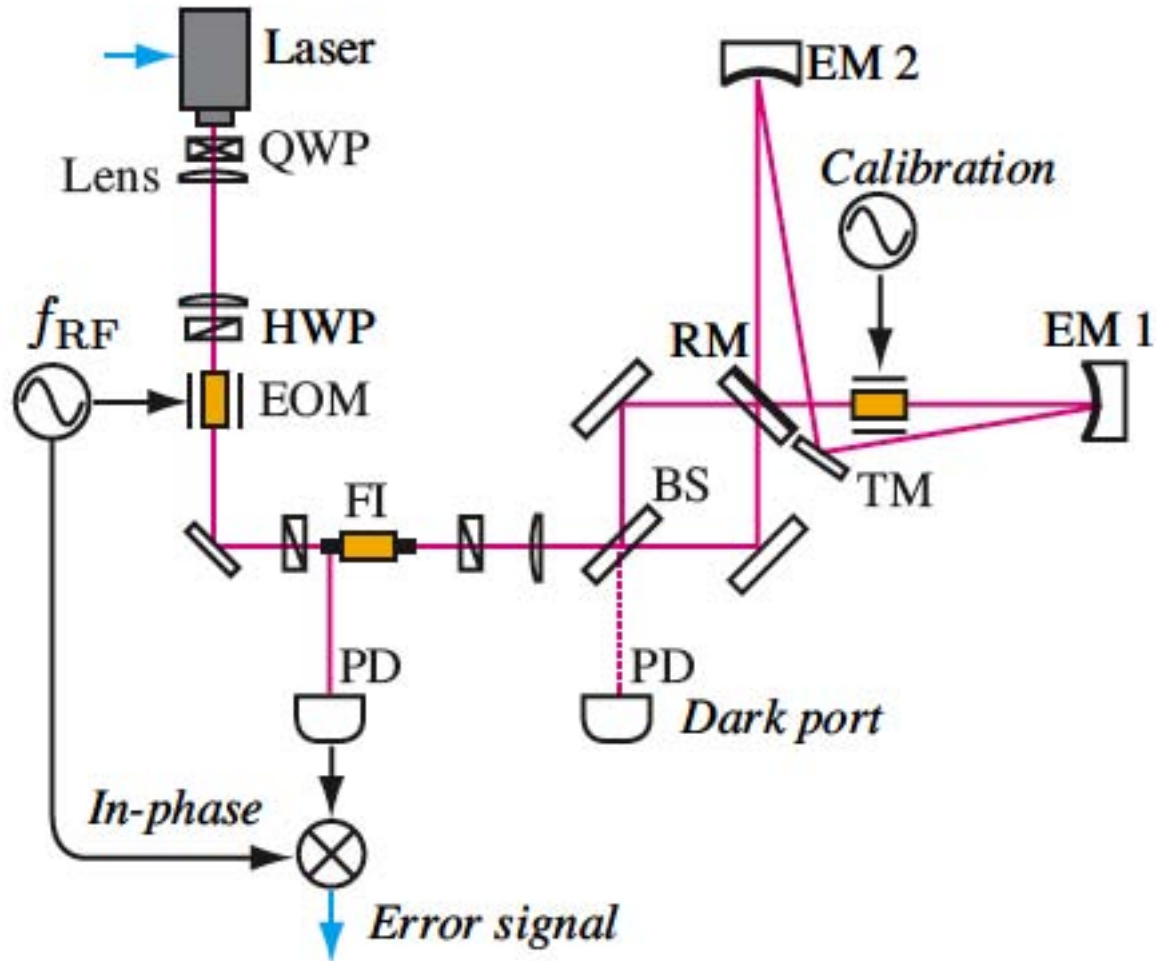 Laser
EM 2
QWP
Lens
Calibration
HWP
f_RF
RM
EM 1
EOM
FI
BS
TM
PD
PD
Dark port
In-phase
Error signal